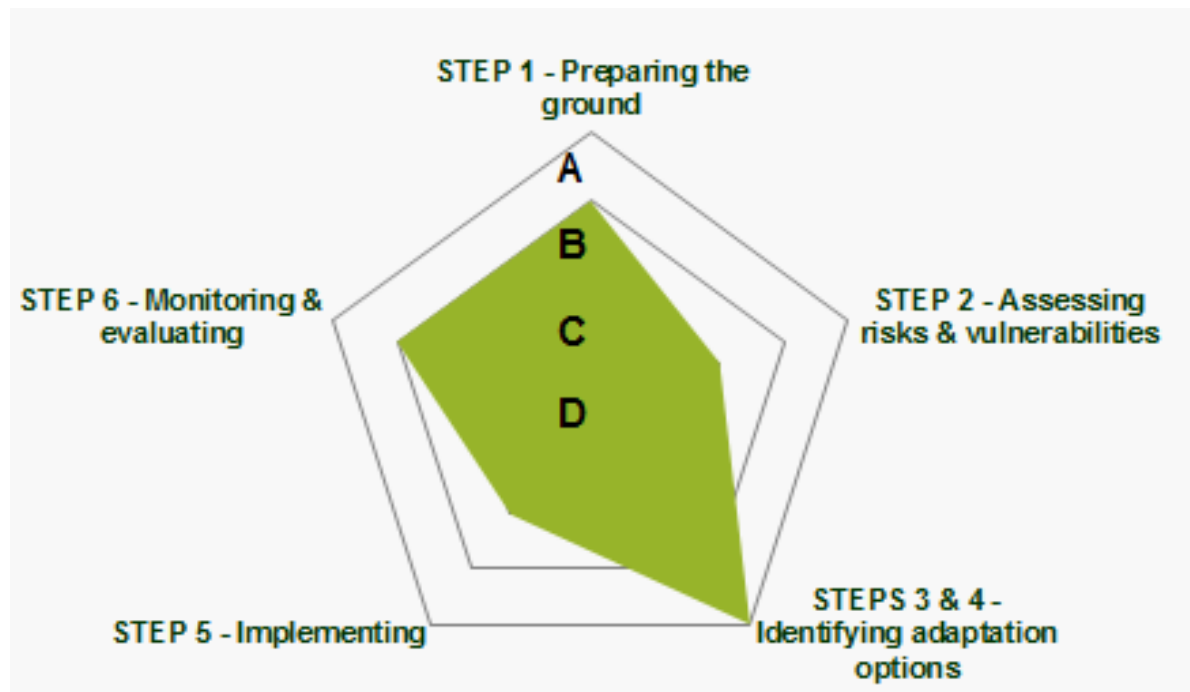 STEP 1 - Preparing the
ground
A
B
STEP 6 - Monitoring &
evaluating
STEP 2 - Assessing
risks & vulnerabilities
C
D
STEPS 3 & 4 -
Identifying adaptation
options
STEP 5 - Implementing